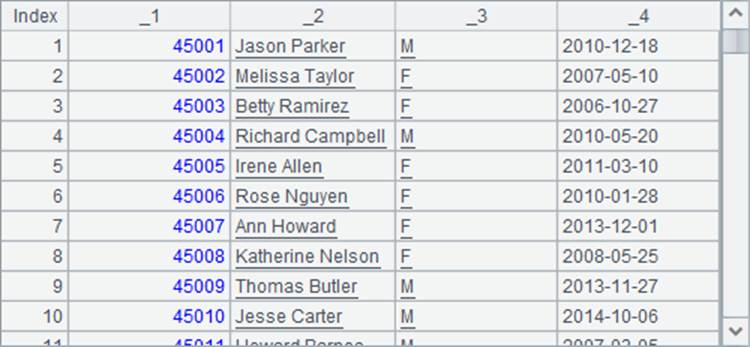 Index _1 _2 _3 _4
1 45001 Jason Parker M 2010-12-18
2 45002 Melissa Taylor F 2007-05-10
3 45003 Betty Ramirez F 2006-10-27
4 45004 Richard Campbell M 2010-05-20
5 45005 Irene Allen F 2011-03-10
6 45006 Rose Nguyen F 2010-01-28
7 45007 Ann Howard F 2013-12-01
8 45008 Katherine Nelson F 2008-05-25
9 45009 Thomas Butler M 2013-11-27
10 45010 Jesse Carter M 2014-10-06
11 45011 Howard M